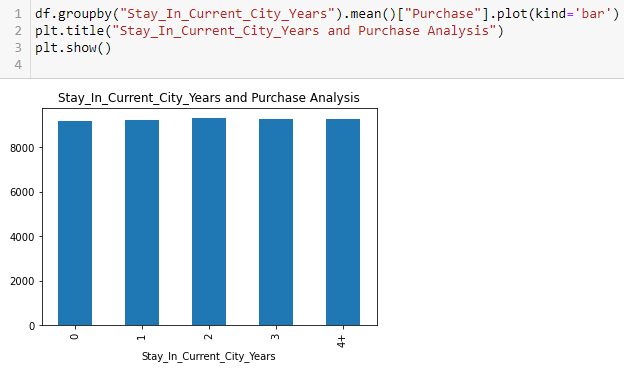 1 df.groupby("Stay_In_Current_City_Years").mean()["Purchase"].plot(kind='bar')
2 plt.title("Stay_In_Current_City_Years and Purchase Analysis")
3 plt.show()
4
Stay_In_Current_City_Years and Purchase Analysis
8000
6000
4000
2000
0
0 1 2 3 4+
Stay_In_Current_City_Years